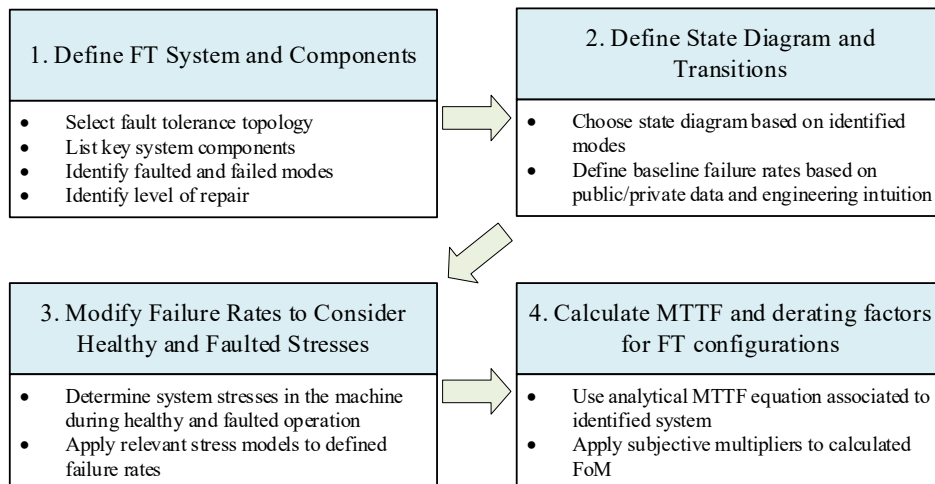 1. Define FT System and Components
• Select fault tolerance topology
• List key system components
• Identify faulted and failed modes
• Identify level of repair
2. Define State Diagram and
Transitions
• Choose state diagram based on identified
modes
• Define baseline failure rates based on
public/private data and engineering intuition
3. Modify Failure Rates to Consider
Healthy and Faulted Stresses
• Determine system stresses in the machine
during healthy and faulted operation
• Apply relevant stress models to defined
failure rates
4. Calculate MTTF and derating factors
for FT configurations
• Use analytical MTTF equation associated to
identified system
• Apply subjective multipliers to calculated
FoM